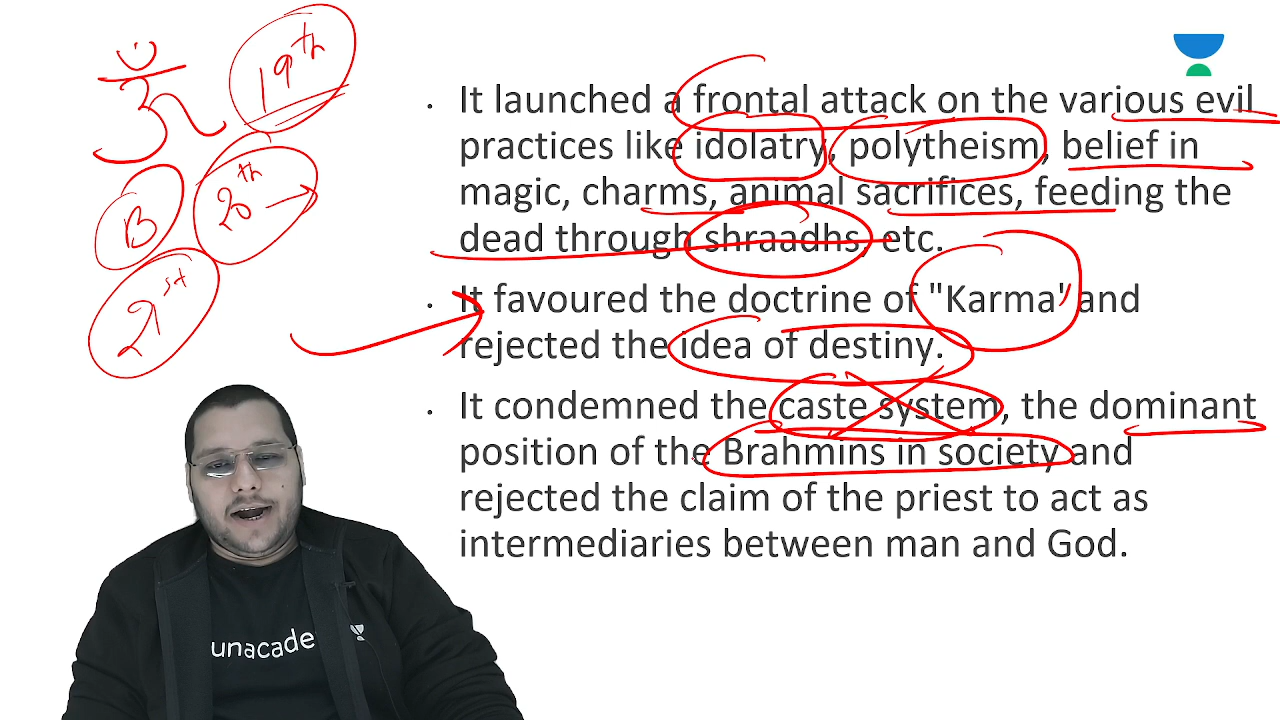 ॐ
19th
B
20th
21st
• It launched a frontal attack on the various evil
practices like idolatry, polytheism, belief in
magic, charms, animal sacrifices, feeding the
dead through shraadhs, etc.
• It favoured the doctrine of "Karma" and
rejected the idea of destiny.
• It condemned the caste system, the dominant
position of the Brahmins in society and
rejected the claim of the priest to act as
intermediaries between man and God.
unacade